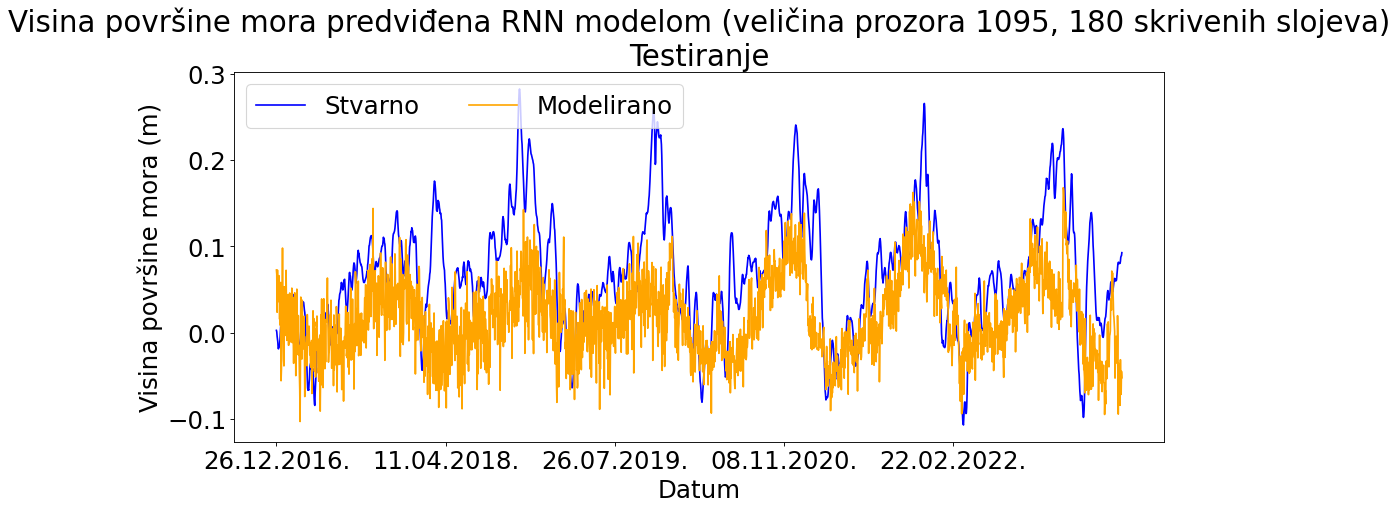 Visina površine mora predviđena RNN modelom (veličina prozora 1095, 180 skrivenih slojeva)
Testiranje
Stvarno Modelirano
Visina površine mora (m)
0.3
0.2
0.1
0.0
−0.1
26.12.2016. 11.04.2018. 26.07.2019. 08.11.2020. 22.02.2022.
Datum